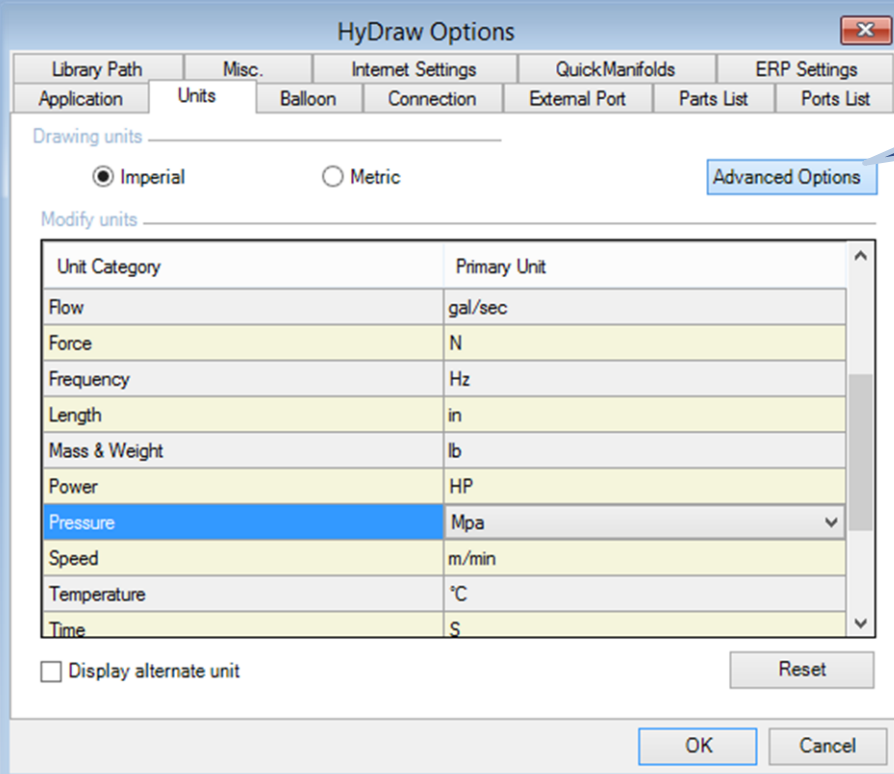 HyDraw Options
Library Path Misc. Internet Settings QuickManifolds ERP Settings
Application Units Balloon Connection External Port Parts List Ports List
Drawing units
Imperial Metric Advanced Options
Modify units
Unit Category Primary Unit
Flow gal/sec
Force N
Frequency Hz
Length in
Mass & Weight lb
Power HP
Pressure Mpa
Speed m/min
Temperature °C
Time S
Display alternate unit Reset
OK Cancel